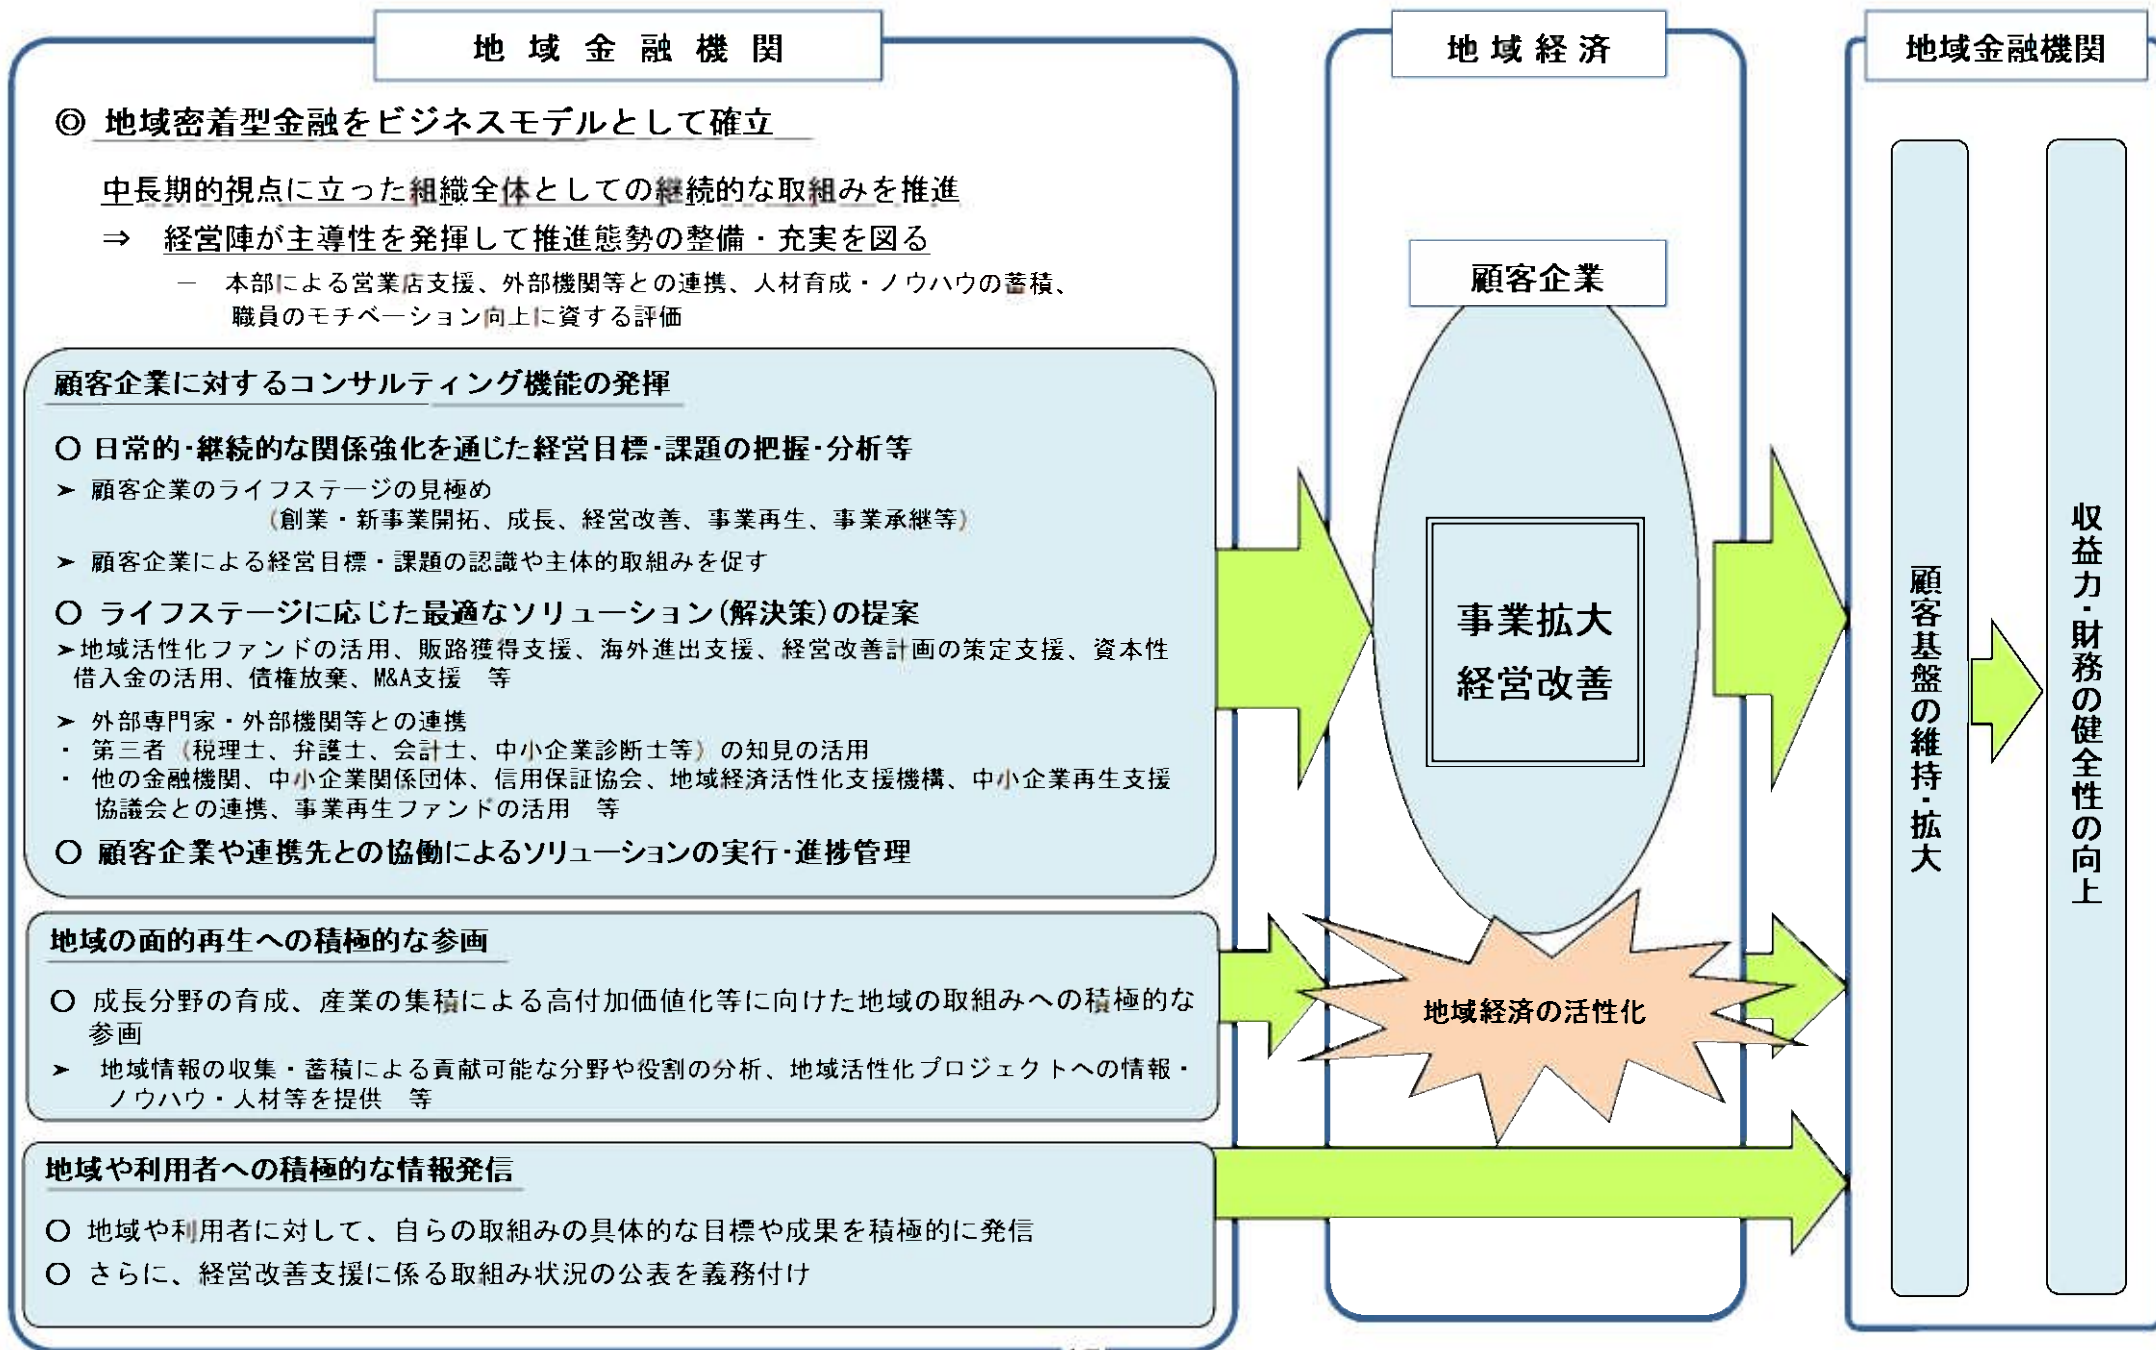 地域金融機関
◎ 地域密着型金融をビジネスモデルとして確立
中長期的視点に立った組織全体としての継続的な取組みを推進
⇒ 経営陣が主導性を発揮して推進態勢の整備・充実を図る
－ 本部による営業店支援、外部機関等との連携、人材育成・ノウハウの蓄積、
職員のモチベーション向上に資する評価
顧客企業に対するコンサルティング機能の発揮
○ 日常的・継続的な関係強化を通じた経営目標・課題の把握・分析等
➤ 顧客企業のライフステージの見極め
（創業・新事業開拓、成長、経営改善、事業再生、事業承継等）
➤ 顧客企業による経営目標・課題の認識や主体的取組みを促す
○ ライフステージに応じた最適なソリューション(解決策)の提案
➤地域活性化ファンドの活用、販路獲得支援、海外進出支援、経営改善計画の策定支援、資本性
借入金の活用、債権放棄、M&A支援 等
➤ 外部専門家・外部機関等との連携
・ 第三者（税理士、弁護士、会計士、中小企業診断士等）の知見の活用
・ 他の金融機関、中小企業関係団体、信用保証協会、地域経済活性化支援機構、中小企業再生支援
協議会との連携、事業再生ファンドの活用 等
○ 顧客企業や連携先との協働によるソリューションの実行・進捗管理
地域の面的再生への積極的な参画
○ 成長分野の育成、産業の集積による高付加価値化等に向けた地域の取組みへの積極的な
参画
➤ 地域情報の収集・蓄積による貢献可能な分野や役割の分析、地域活性化プロジェクトへの情報・
ノウハウ・人材等を提供 等
地域や利用者への積極的な情報発信
○ 地域や利用者に対して、自らの取組みの具体的な目標や成果を積極的に発信
○ さらに、経営改善支援に係る取組み状況の公表を義務付け
地域経済
顧客企業
事業拡大
経営改善
地域経済の活性化
地域金融機関
顧客基盤の維持・拡大
収益力・財務の健全性の向上